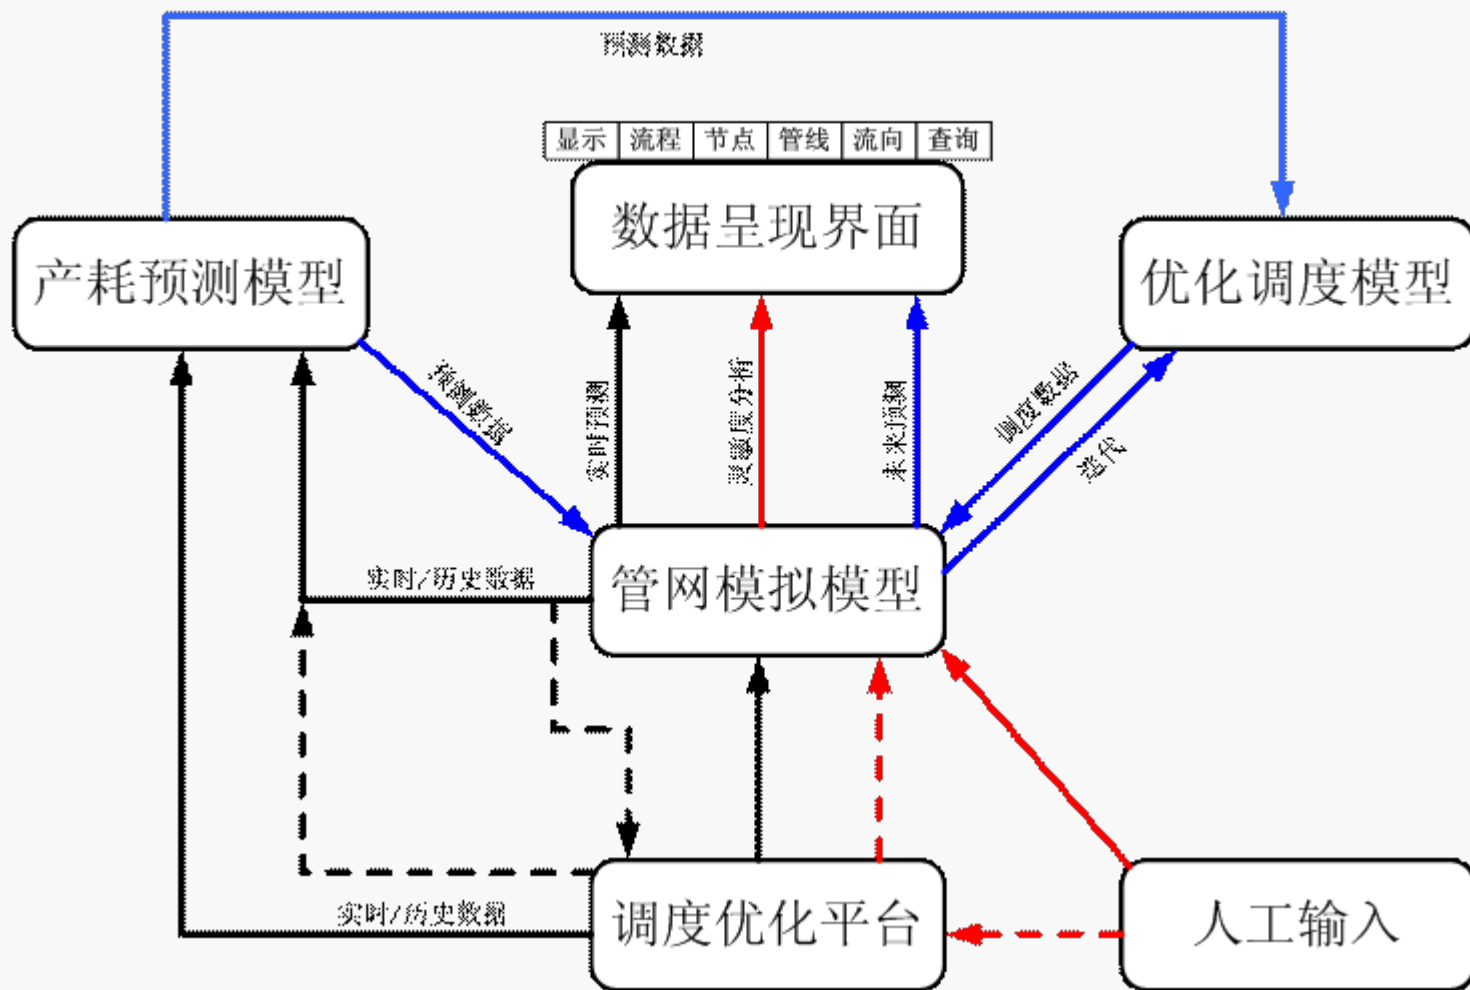 预测数据
显示 流程 节点 管线 流向 查询
数据呈现界面
产耗预测模型
优化调度模型
预测数据
实时预测
灵敏度分析
未来预测
调度数据
迭代
实时/历史数据
管网模拟模型
实时/历史数据
调度优化平台
人工输入